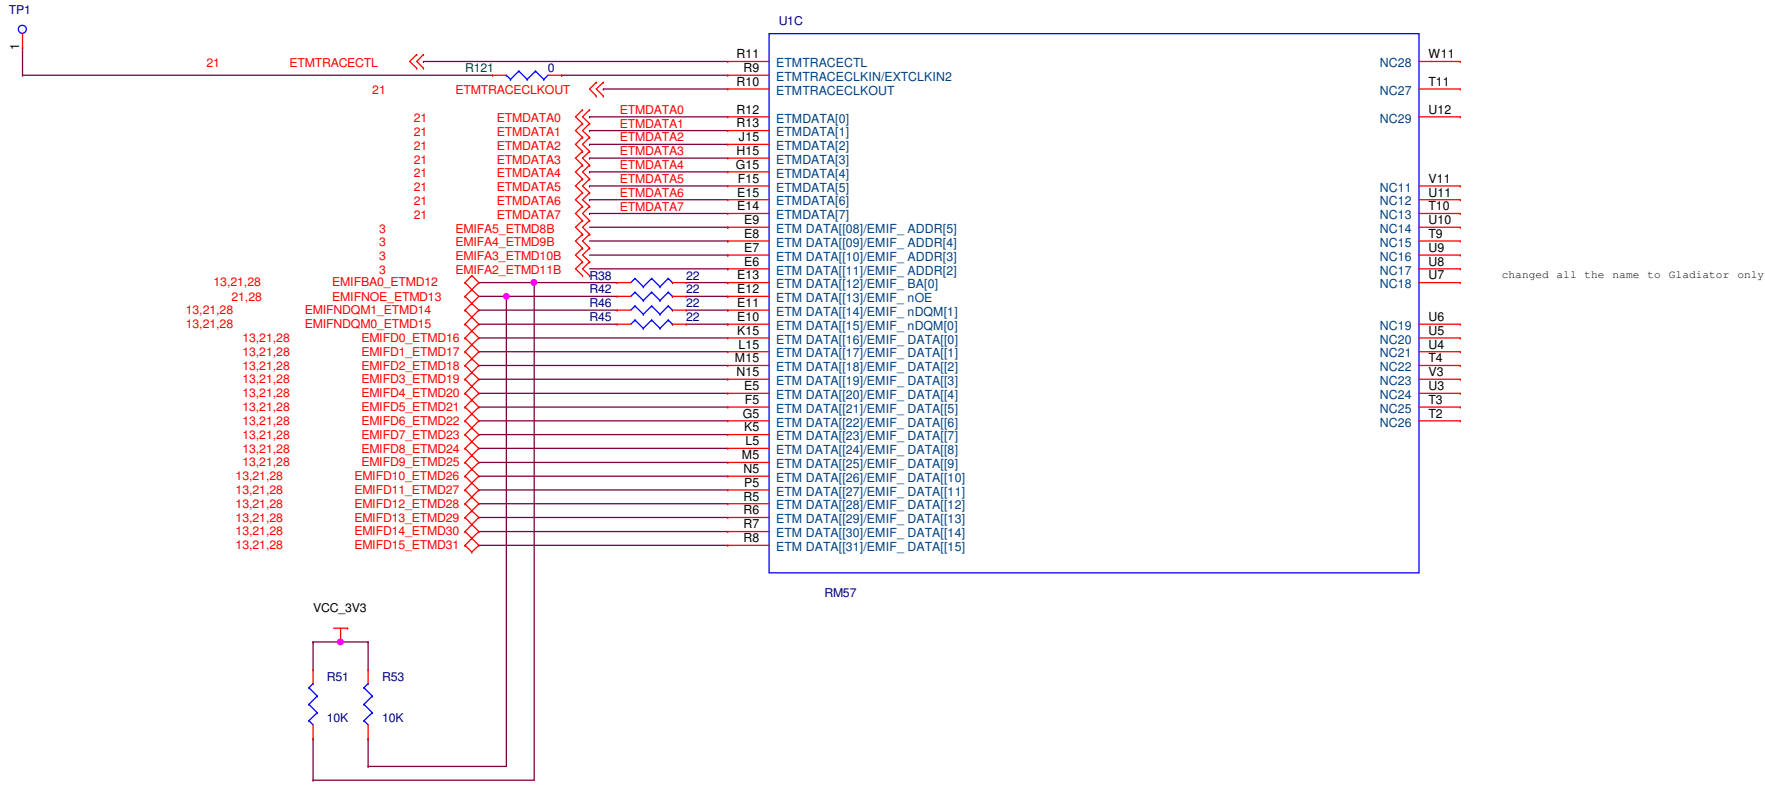 TP1
U1C
1
21 ETMTRACECTL R11 ETMTRACECTL NC28 W11
R121 0 R9 ETMTRACECLKIN/EXTCLKIN2
21 ETMTRACECLKOUT R10 ETMTRACECLKOUT NC27 T11
21 ETMDATA0 ETMDATA0 R12 ETMDATA[0] NC29 U12
21 ETMDATA1 ETMDATA1 R13 ETMDATA[1]
21 ETMDATA2 ETMDATA2 J15 ETMDATA[2]
21 ETMDATA3 ETMDATA3 H15 ETMDATA[3]
21 ETMDATA4 ETMDATA4 G15 ETMDATA[4]
21 ETMDATA5 ETMDATA5 F15 ETMDATA[5] NC11 V11
21 ETMDATA6 ETMDATA6 E15 ETMDATA[6] NC12 U11
21 ETMDATA7 ETMDATA7 E14 ETMDATA[7] NC13 T10
3 EMIFA5_ETMD8B E9 ETM DATA[[08]/EMIF_ ADDR[5] NC14 U10
3 EMIFA4_ETMD9B E8 ETM DATA[[09]/EMIF_ ADDR[4] NC15 T9
3 EMIFA3_ETMD10B E7 ETM DATA[[10]/EMIF_ ADDR[3] NC16 U9
3 EMIFA2_ETMD11B E6 ETM DATA[[11]/EMIF_ ADDR[2] NC17 U8
13,21,28 EMIFBA0_ETMD12 R38 22 E13 ETM DATA[[12]/EMIF_ BA[0] NC18 U7
changed all the name to Gladiator only
21,28 EMIFNOE_ETMD13 R42 22 E12 ETM DATA[[13]/EMIF_ nOE
13,21,28 EMIFNDQM1_ETMD14 R46 22 E11 ETM DATA[[14]/EMIF_ nDQM[1]
13,21,28 EMIFNDQM0_ETMD15 R45 22 E10 ETM DATA[[15]/EMIF_ nDQM[0] NC19 U6
13,21,28 EMIFD0_ETMD16 K15 ETM DATA[[16]/EMIF_ DATA[[0] NC20 U5
13,21,28 EMIFD1_ETMD17 L15 ETM DATA[[17]/EMIF_ DATA[[1] NC21 U4
13,21,28 EMIFD2_ETMD18 M15 ETM DATA[[18]/EMIF_ DATA[[2] NC22 T4
13,21,28 EMIFD3_ETMD19 N15 ETM DATA[[19]/EMIF_ DATA[[3] NC23 V3
13,21,28 EMIFD4_ETMD20 E5 ETM DATA[[20]/EMIF_ DATA[[4] NC24 U3
13,21,28 EMIFD5_ETMD21 F5 ETM DATA[[21]/EMIF_ DATA[[5] NC25 T3
13,21,28 EMIFD6_ETMD22 G5 ETM DATA[[22]/EMIF_ DATA[[6] NC26 T2
13,21,28 EMIFD7_ETMD23 K5 ETM DATA[[23]/EMIF_ DATA[[7]
13,21,28 EMIFD8_ETMD24 L5 ETM DATA[[24]/EMIF_ DATA[[8]
13,21,28 EMIFD9_ETMD25 M5 ETM DATA[[25]/EMIF_ DATA[[9]
13,21,28 EMIFD10_ETMD26 N5 ETM DATA[[26]/EMIF_ DATA[[10]
13,21,28 EMIFD11_ETMD27 P5 ETM DATA[[27]/EMIF_ DATA[[11]
13,21,28 EMIFD12_ETMD28 R5 ETM DATA[[28]/EMIF_ DATA[[12]
13,21,28 EMIFD13_ETMD29 R6 ETM DATA[[29]/EMIF_ DATA[[13]
13,21,28 EMIFD14_ETMD30 R7 ETM DATA[[30]/EMIF_ DATA[[14]
13,21,28 EMIFD15_ETMD31 R8 ETM DATA[[31]/EMIF_ DATA[[15]
RM57
VCC_3V3
R51 R53
10K 10K